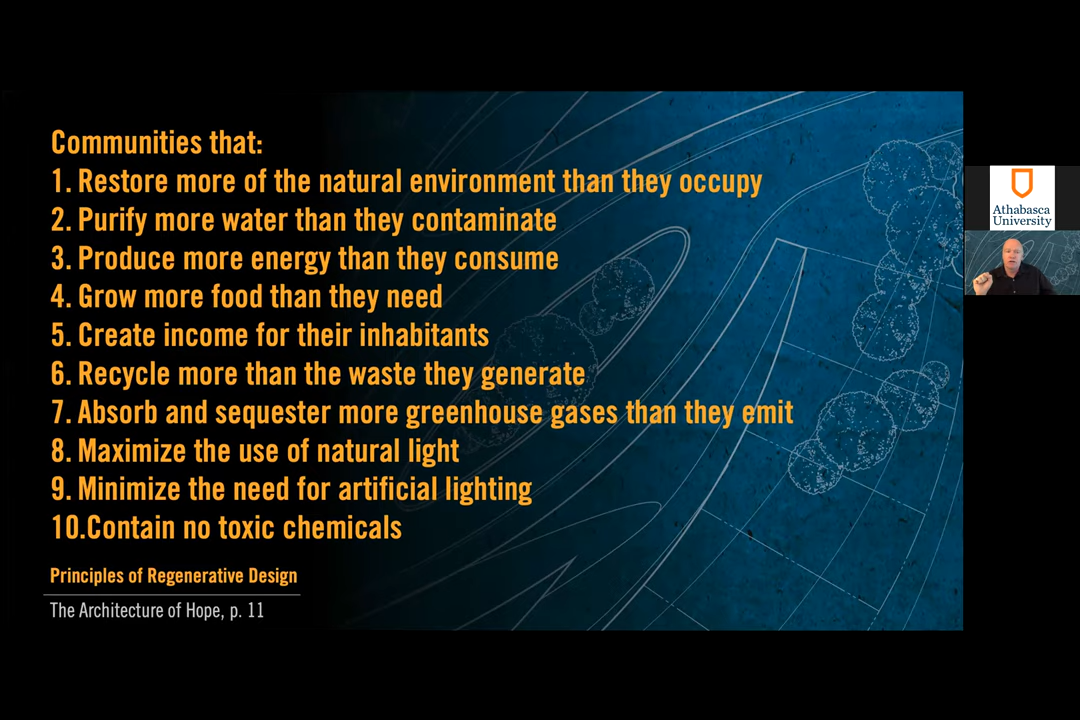 Communities that:
1. Restore more of the natural environment than they occupy
2. Purify more water than they contaminate
3. Produce more energy than they consume
4. Grow more food than they need
5. Create income for their inhabitants
6. Recycle more than the waste they generate
7. Absorb and sequester more greenhouse gases than they emit
8. Maximize the use of natural light
9. Minimize the need for artificial lighting
10.Contain no toxic chemicals
Principles of Regenerative Design
The Architecture of Hope, p. 11
Athabasca
University